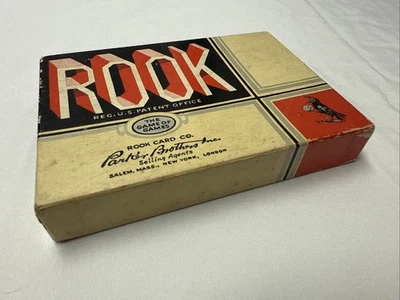 ROOK
REG. U.S. PATENT OFFICE
THE
GAME OF
GAMES
ROOK CARD CO.
Parker Brothers Inc.
Selling Agents
SALEM, MASS., NEW YORK, LONDON